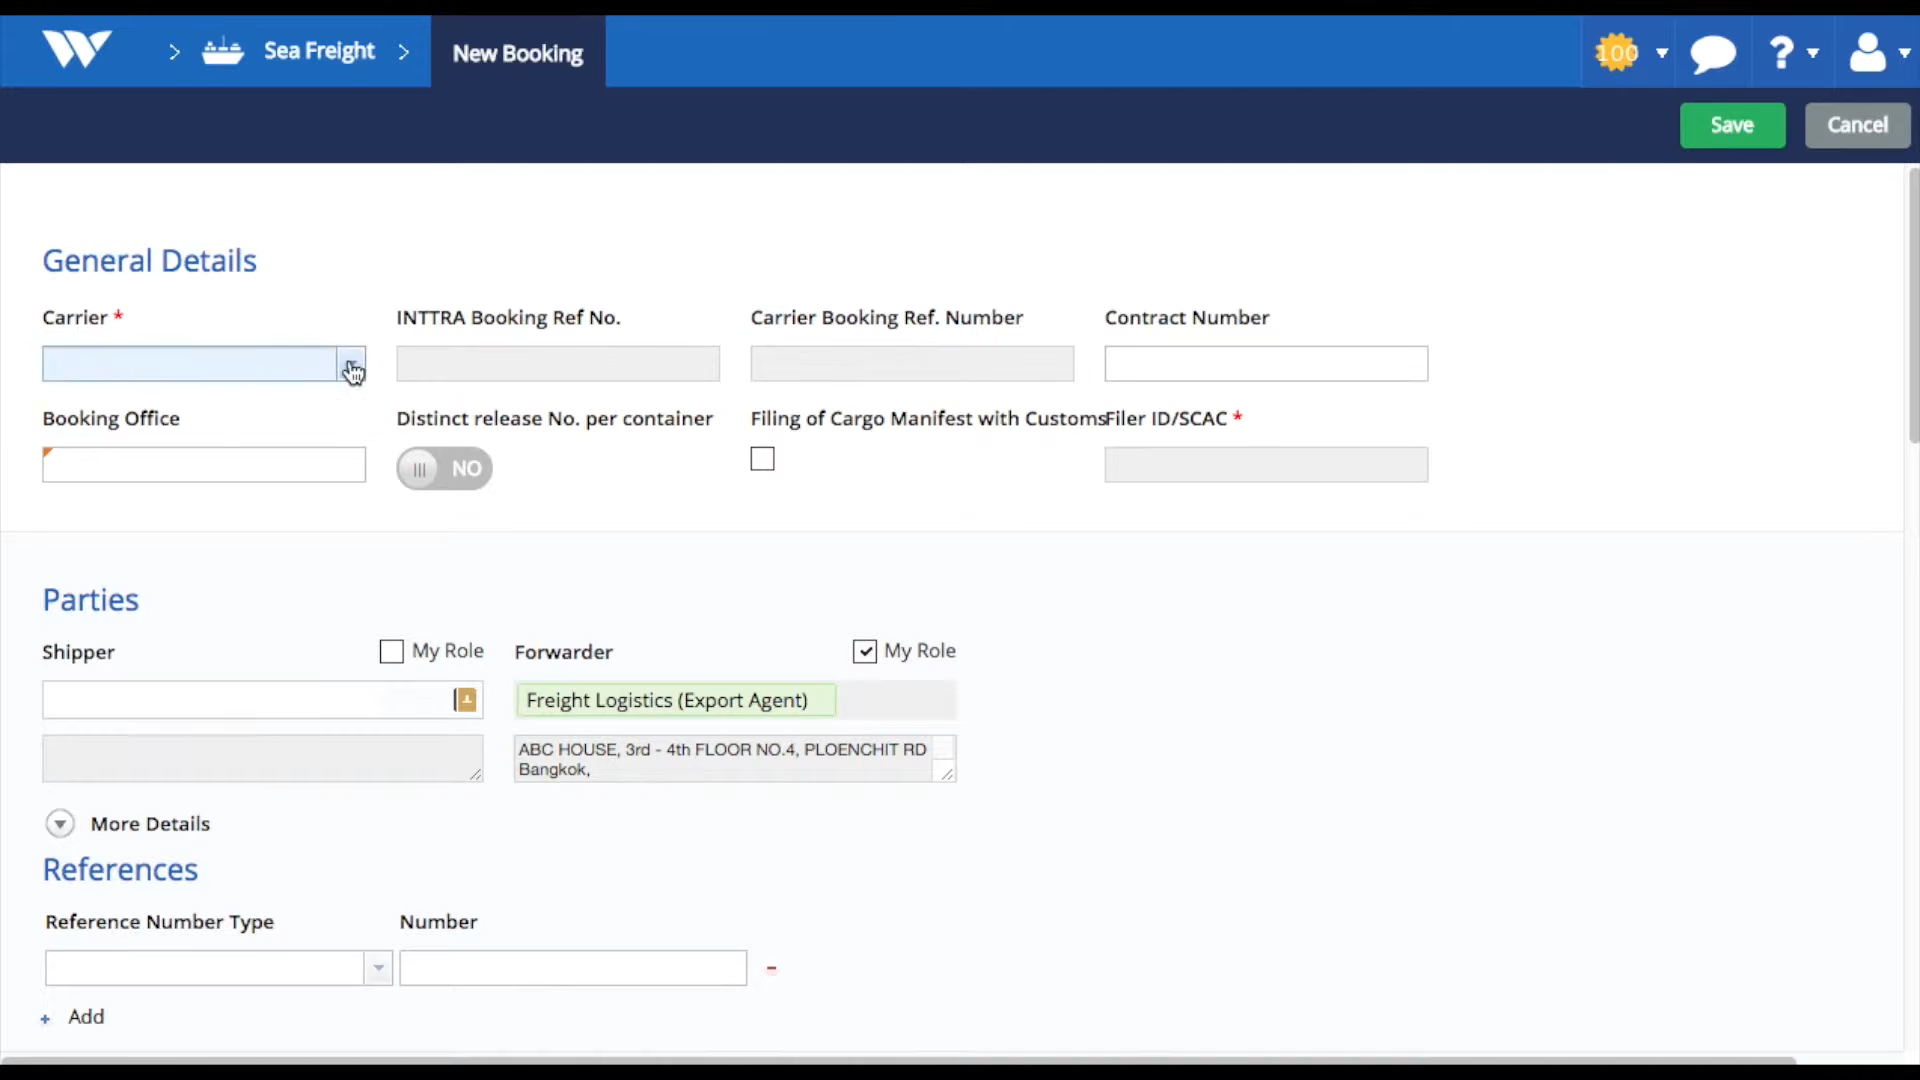 > Sea Freight > New Booking 100 ?
Save Cancel
General Details
Carrier * INTTRA Booking Ref No. Carrier Booking Ref. Number Contract Number
Booking Office Distinct release No. per container Filing of Cargo Manifest with Customs Filer ID/SCAC *
NO
Parties
Shipper My Role Forwarder My Role
Freight Logistics (Export Agent)
ABC HOUSE, 3rd - 4th FLOOR NO.4, PLOENCHIT RD
Bangkok,
More Details
References
Reference Number Type Number
-
+ Add